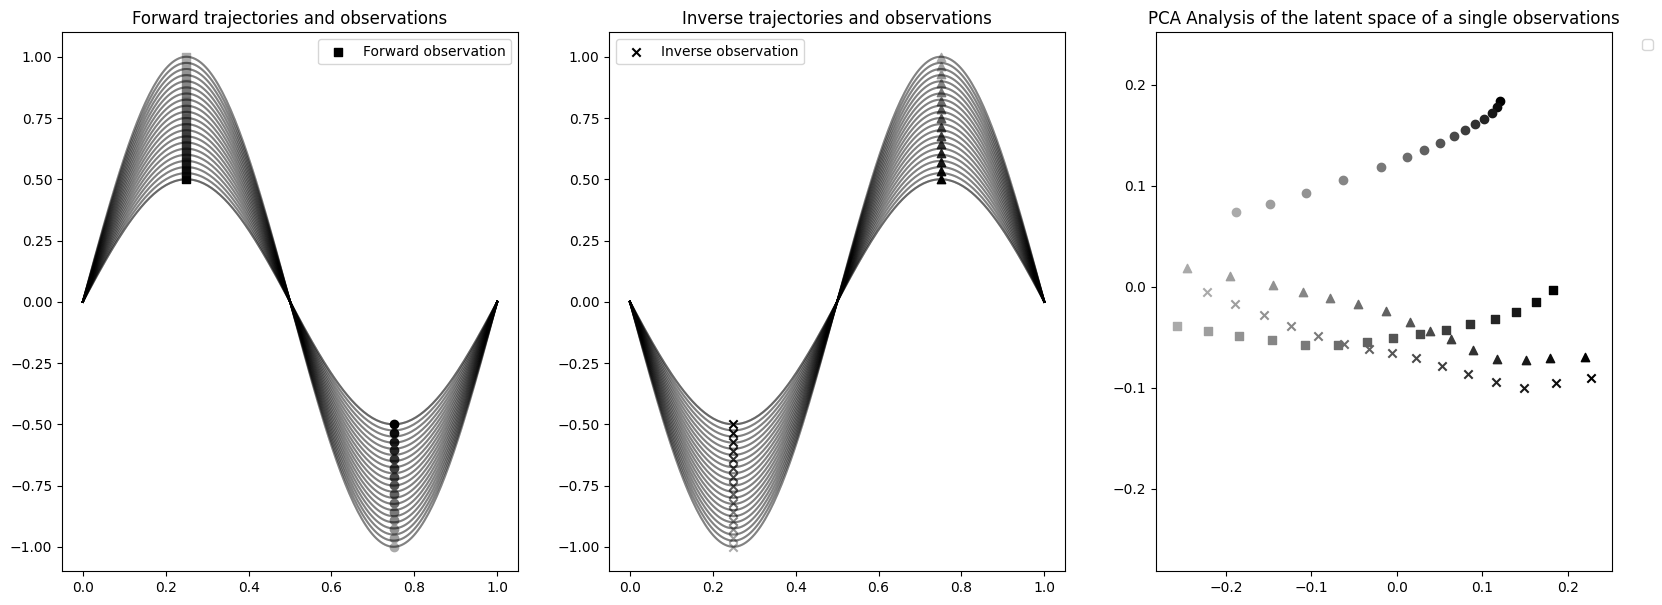 Forward trajectories and observations
Forward observation
1.00
0.75
0.50
0.25
0.00
−0.25
−0.50
−0.75
−1.00
0.0 0.2 0.4 0.6 0.8 1.0
Inverse trajectories and observations
Inverse observation
1.00
0.75
0.50
0.25
0.00
−0.25
−0.50
−0.75
−1.00
0.0 0.2 0.4 0.6 0.8 1.0
PCA Analysis of the latent space of a single observations
0.2
0.1
0.0
−0.1
−0.2
−0.2 −0.1 0.0 0.1 0.2